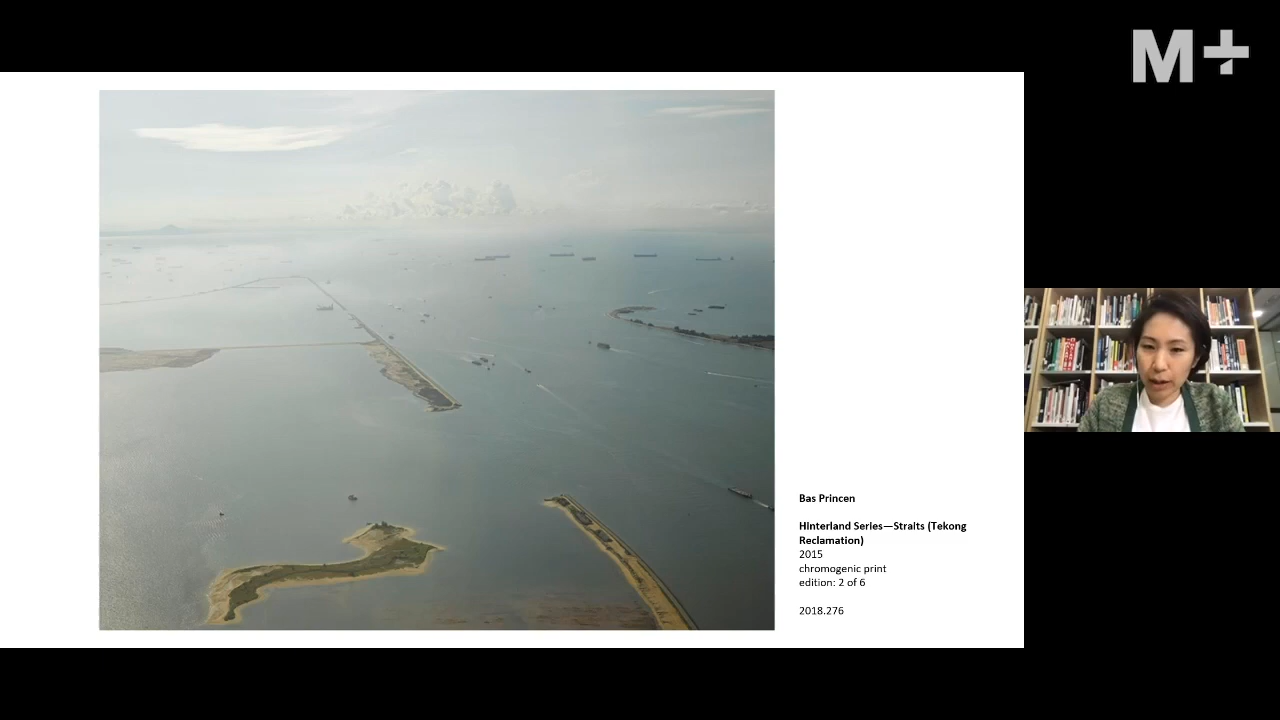 M+
Bas Princen
Hinterland Series—Straits (Tekong
Reclamation)
2015
chromogenic print
edition: 2 of 6
2018.276